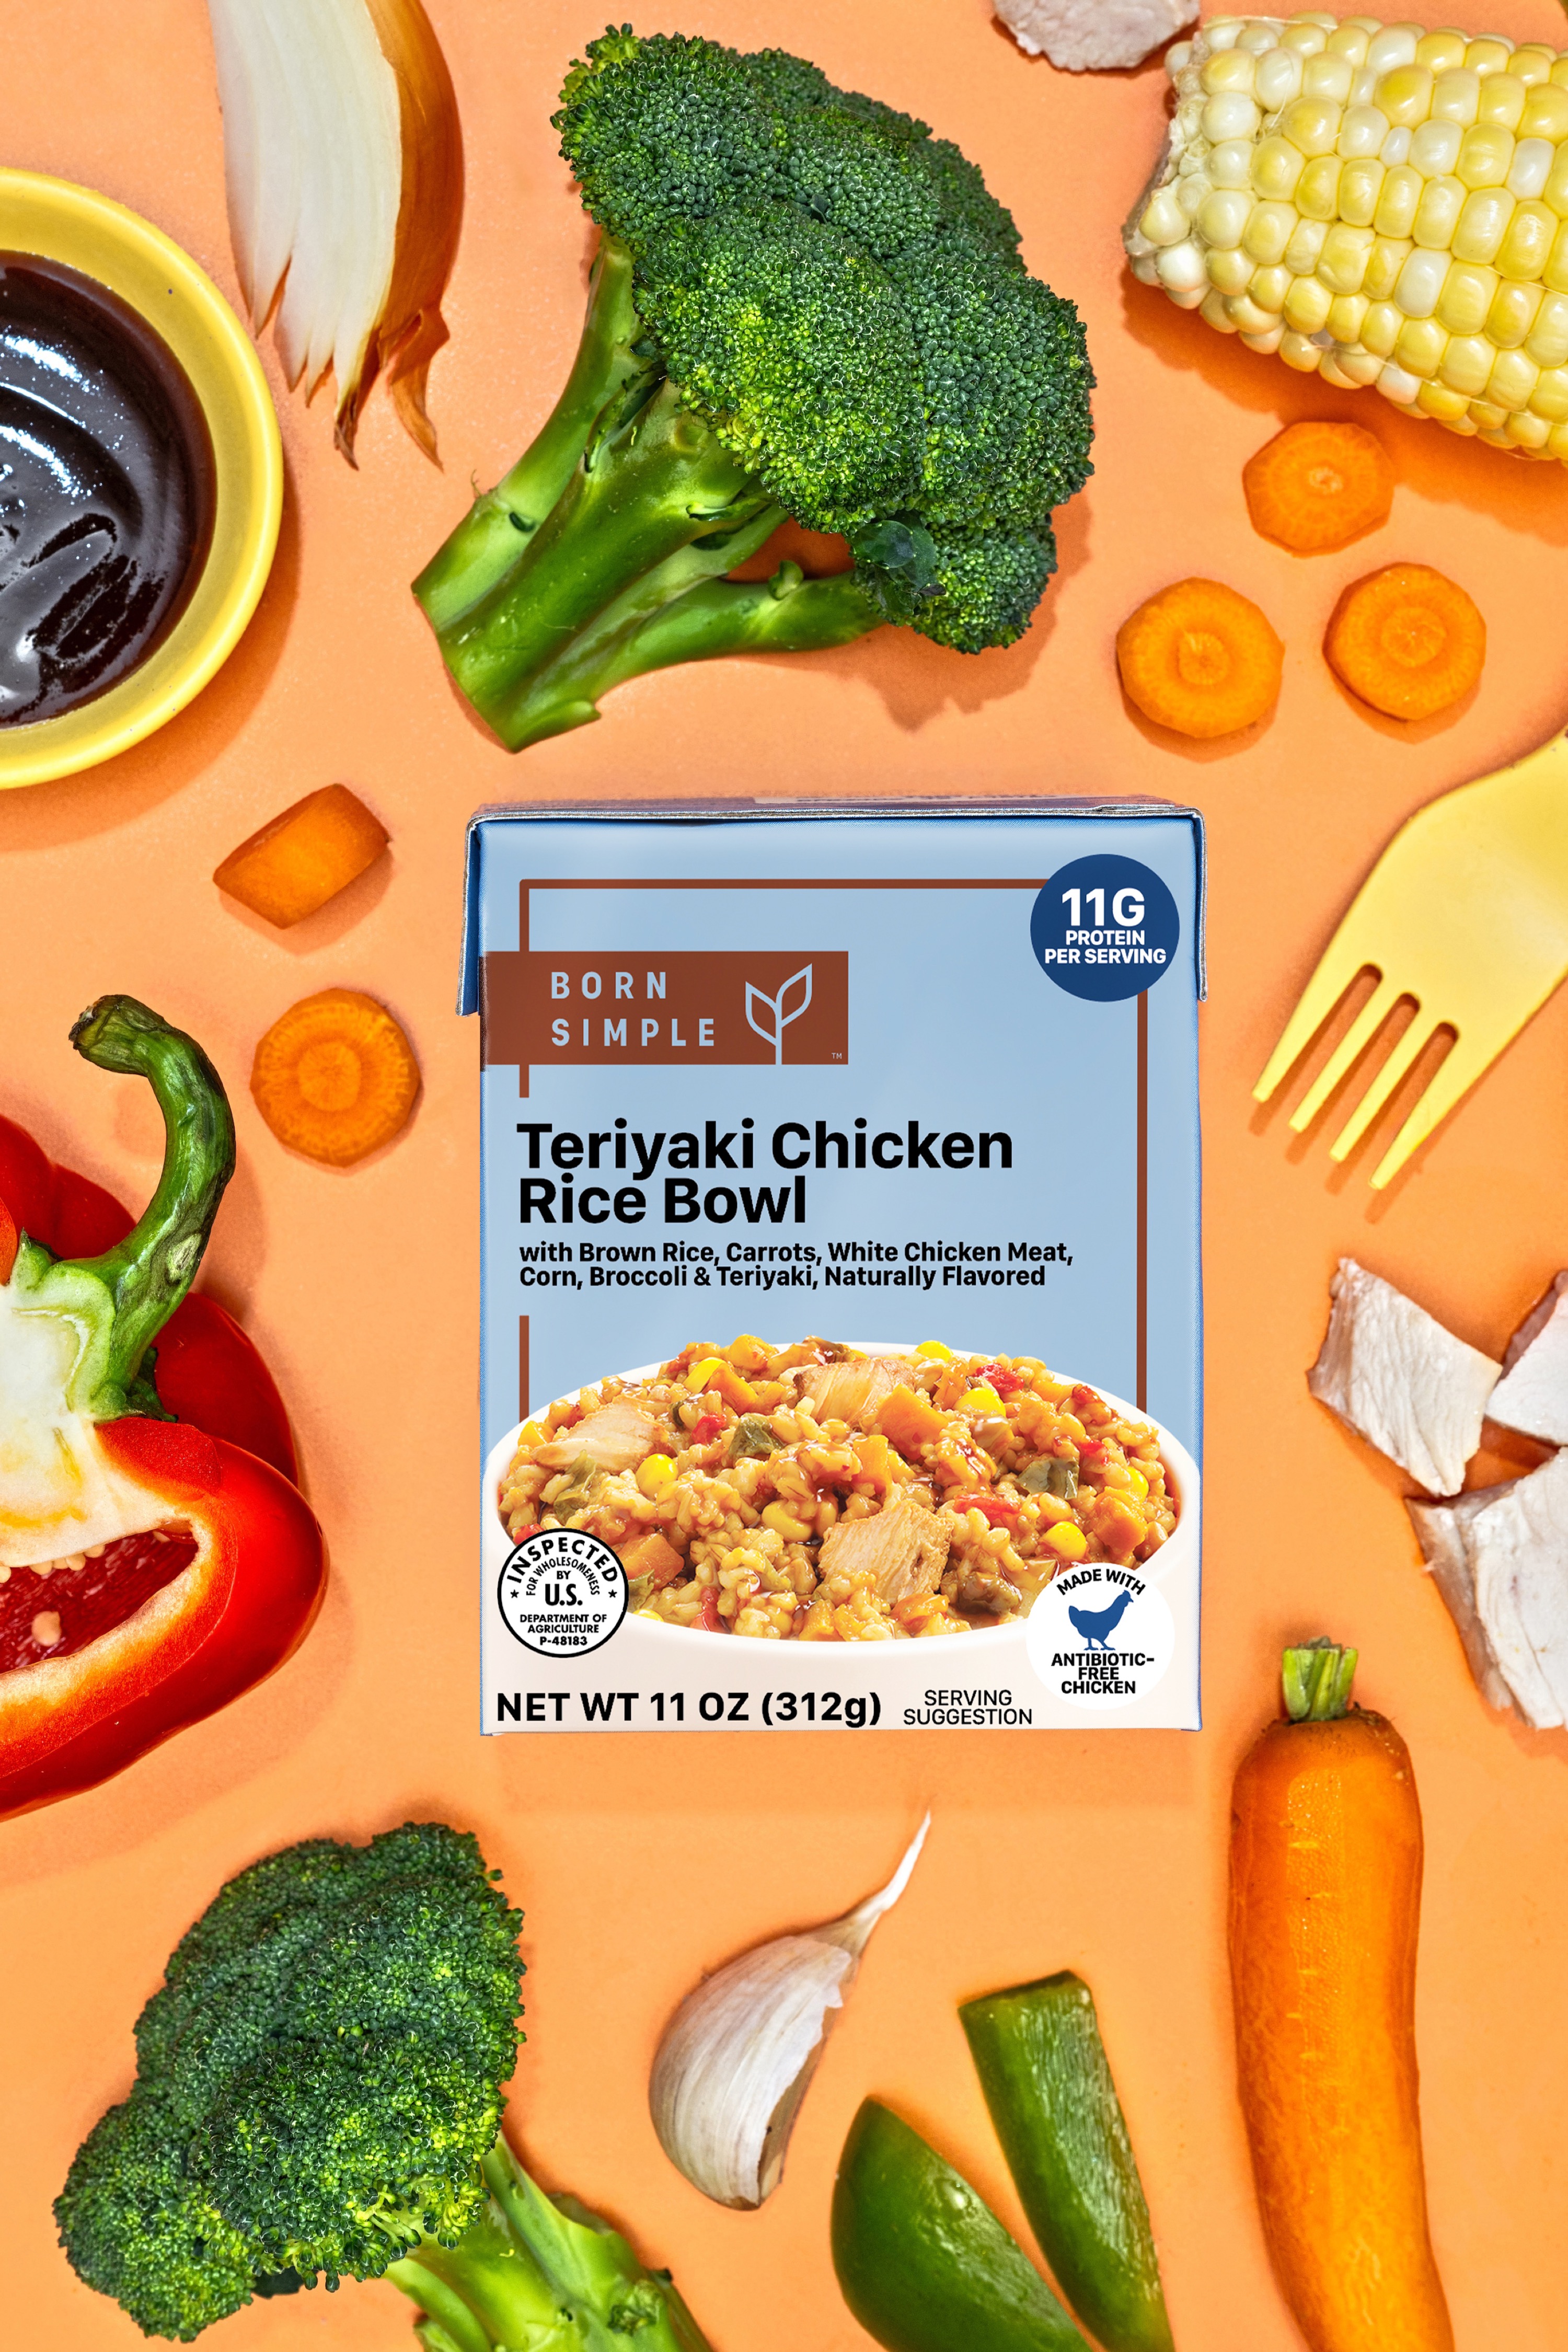 11G
PROTEIN
PER SERVING
BORN
SIMPLE
TM
Teriyaki Chicken
Rice Bowl
with Brown Rice, Carrots, White Chicken Meat,
Corn, Broccoli & Teriyaki, Naturally Flavored
INSPECTED
FOR WHOLESOMENESS
BY
U.S.
DEPARTMENT OF
AGRICULTURE
P-48183
MADE WITH
ANTIBIOTIC-
FREE
CHICKEN
NET WT 11 OZ (312g)
SERVING
SUGGESTION